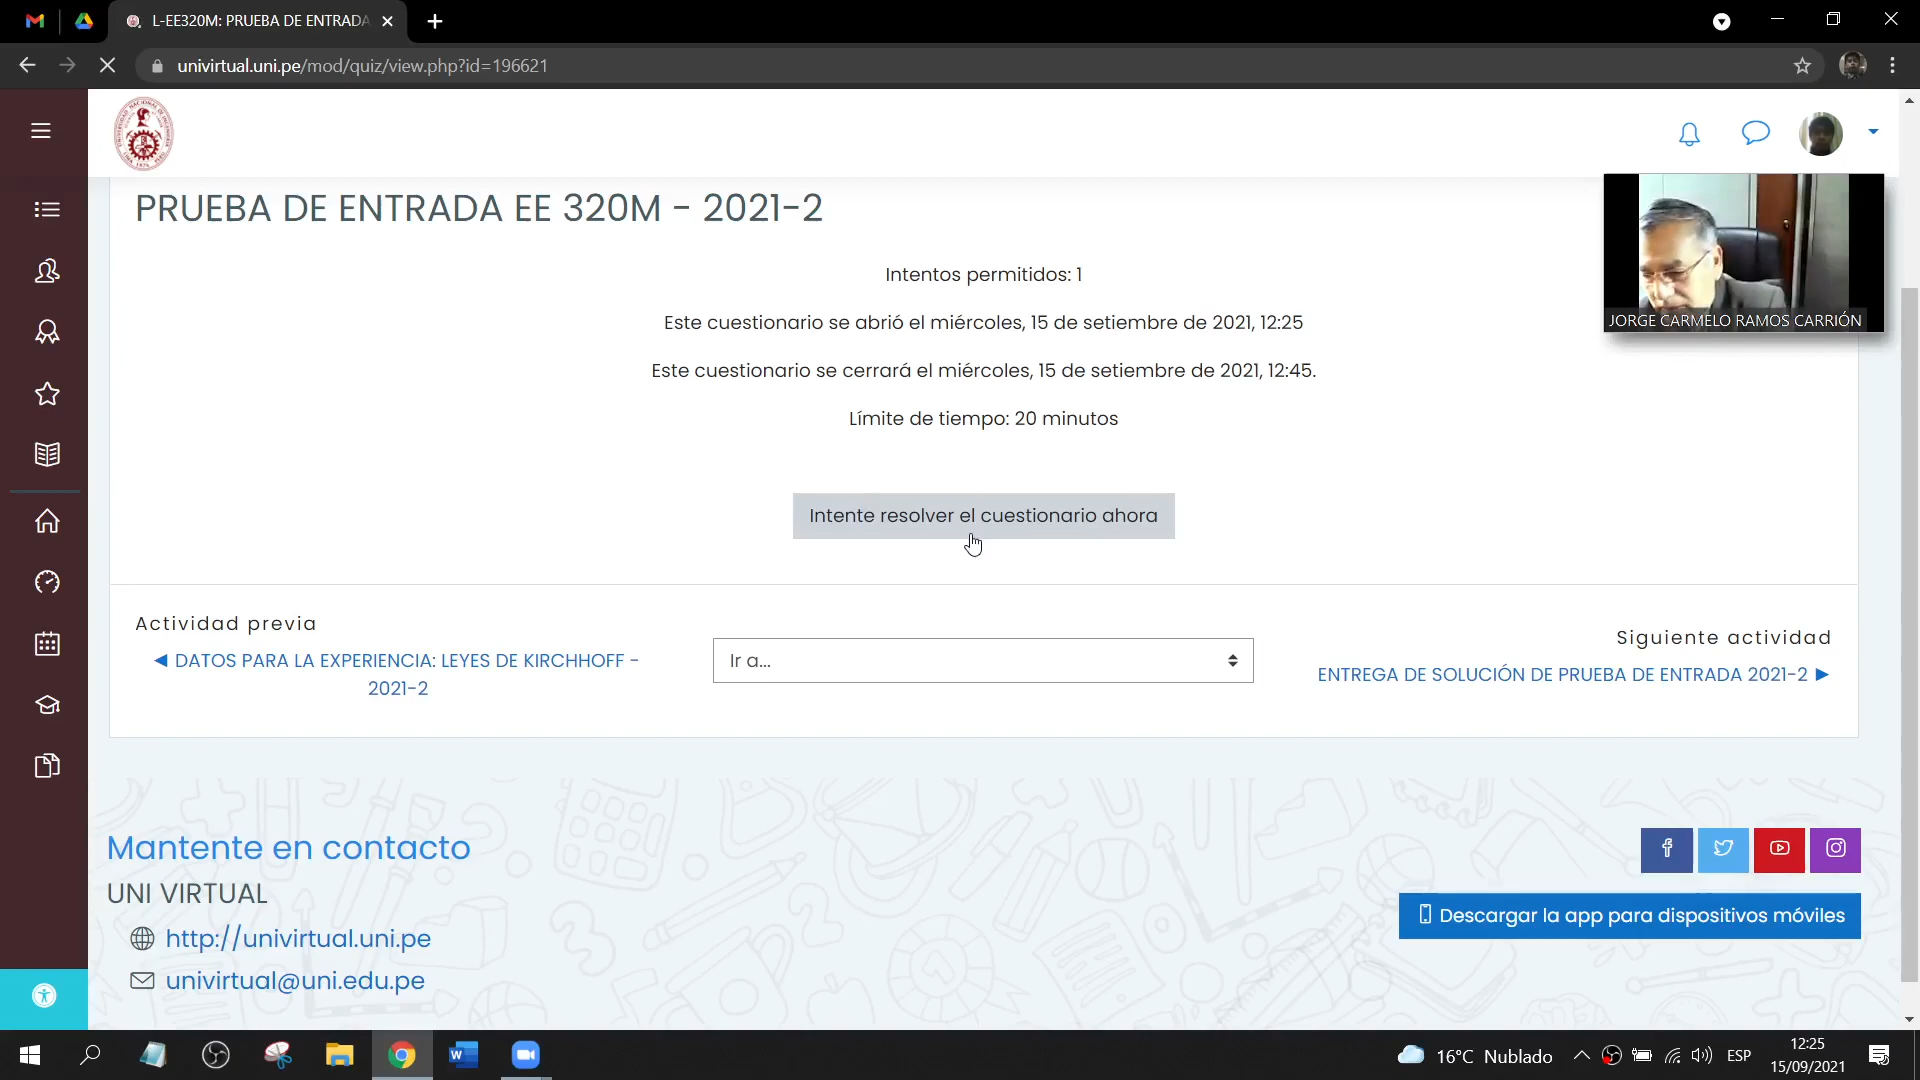 L-EE320M: PRUEBA DE ENTRADA
univirtual.uni.pe/mod/quiz/view.php?id=196621
PRUEBA DE ENTRADA EE 320M - 2021-2
Intentos permitidos: 1
Este cuestionario se abrió el miércoles, 15 de setiembre de 2021, 12:25
Este cuestionario se cerrará el miércoles, 15 de setiembre de 2021, 12:45.
Límite de tiempo: 20 minutos
JORGE CARMELO RAMOS CARRIÓN
Intente resolver el cuestionario ahora
Actividad previa
◀ DATOS PARA LA EXPERIENCIA: LEYES DE KIRCHHOFF -
2021-2
Ir a...
Siguiente actividad
ENTREGA DE SOLUCIÓN DE PRUEBA DE ENTRADA 2021-2 ▶
Mantente en contacto
UNI VIRTUAL
http://univirtual.uni.pe
univirtual@uni.edu.pe
Descargar la app para dispositivos móviles
16°C Nublado
ESP
12:25
15/09/2021